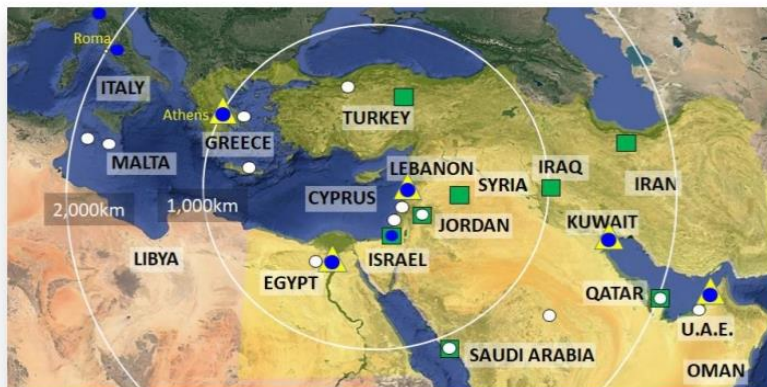 Roma
ITALY
Athens
GREECE
TURKEY
MALTA
LEBANON
CYPRUS
SYRIA
IRAQ
IRAN
2,000km
1,000km
JORDAN
KUWAIT
LIBYA
ISRAEL
EGYPT
QATAR
U.A.E.
SAUDI ARABIA
OMAN